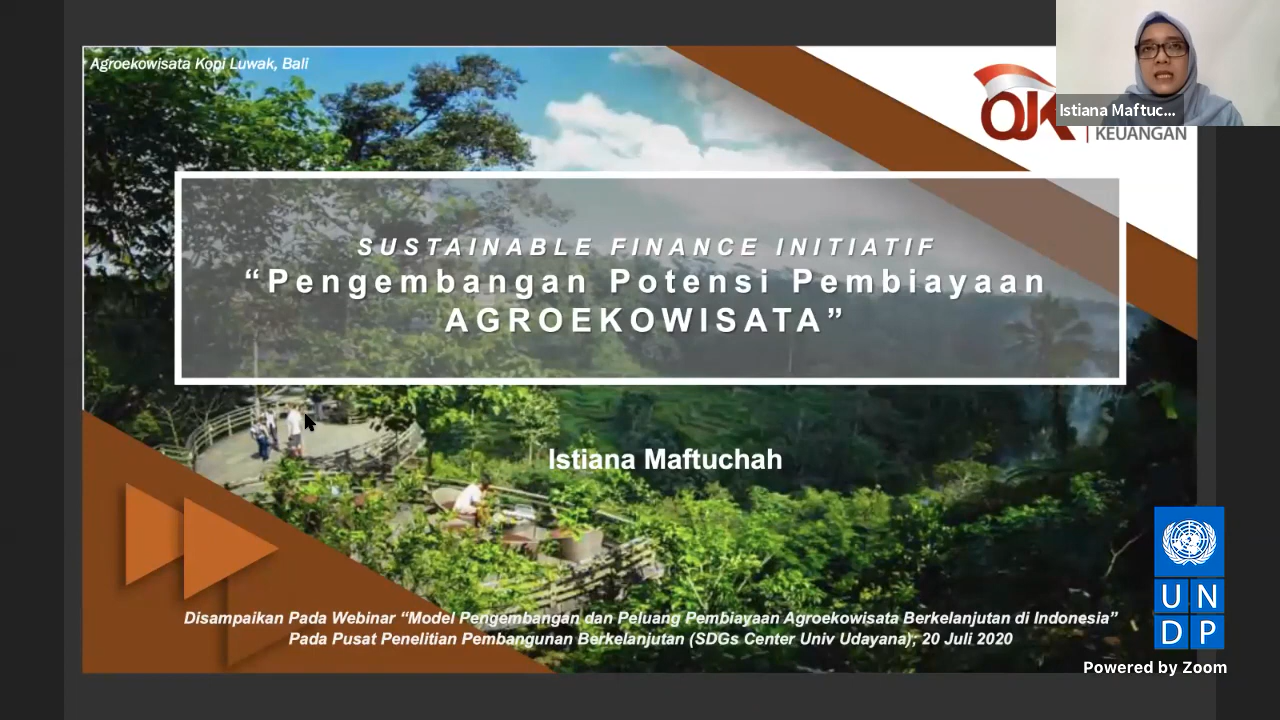 Agroekowisata Kopi Luwak, Bali
Istiana Maftuc...
OJK
KEUANGAN
SUSTAINABLE FINANCE INITIATIF
“Pengembangan Potensi Pembiayaan
AGROEKOWISATA”
Istiana Maftuchah
Disampaikan Pada Webinar “Model Pengembangan dan Peluang Pembiayaan Agroekowisata Berkelanjutan di Indonesia”
Pada Pusat Penelitian Pembangunan Berkelanjutan (SDGs Center Univ Udayana), 20 Juli 2020
U N
D P
Powered by Zoom